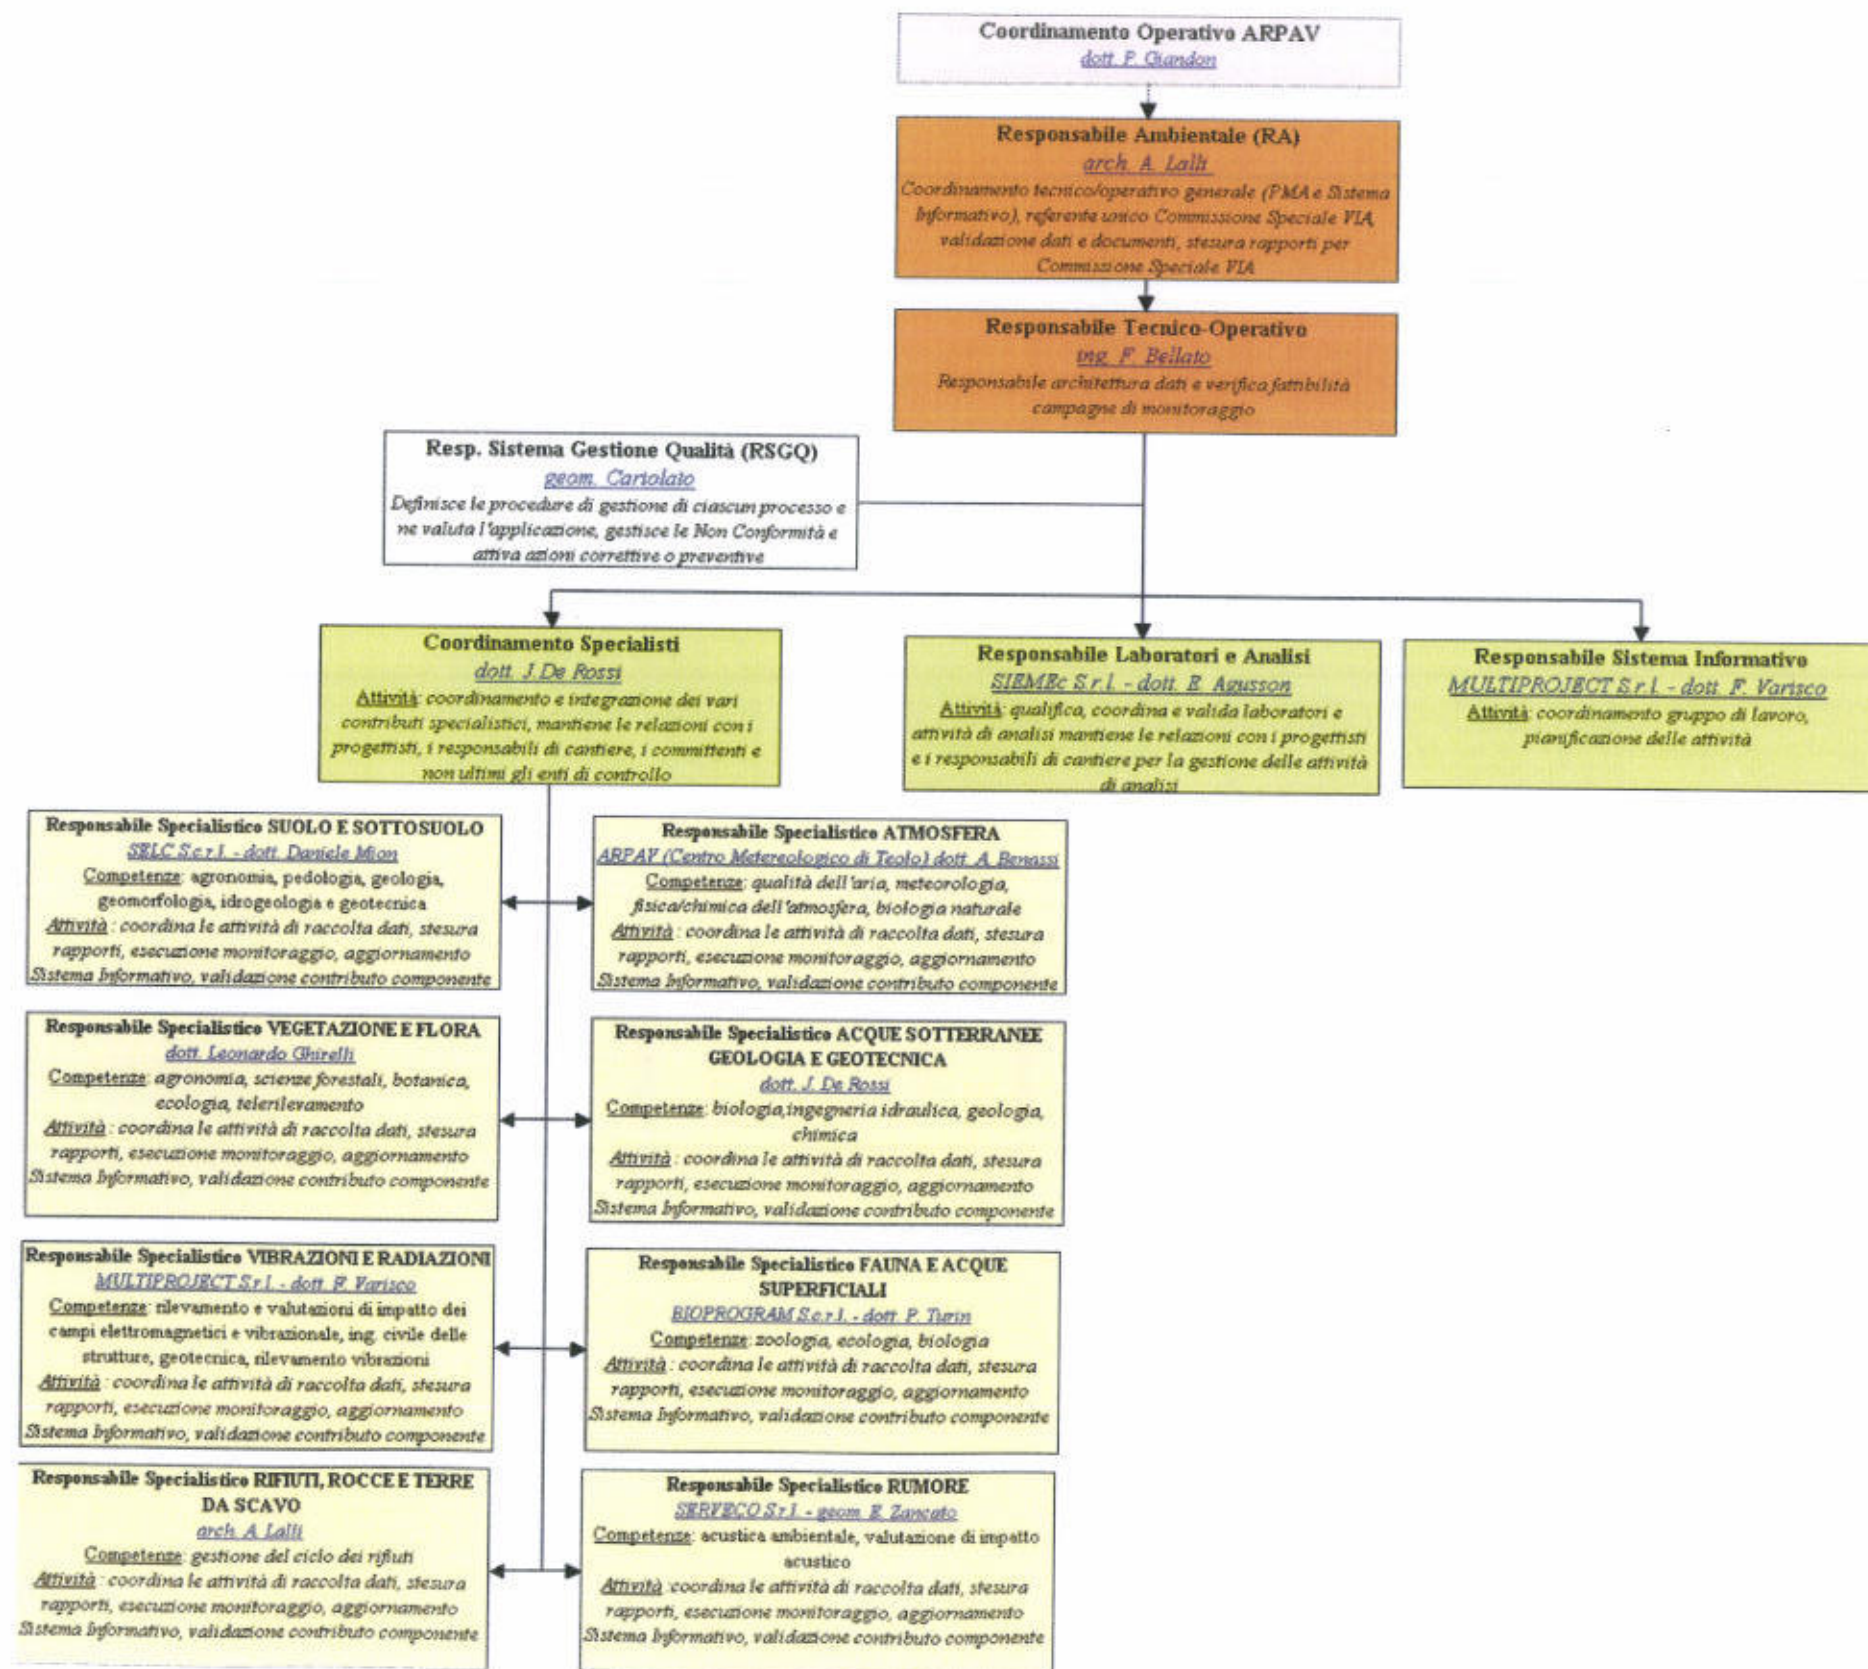 Coordinamento Operativo ARPAV
dott. P. Giandon
Responsabile Ambientale (RA)
arch. A. Lalli
Coordinamento tecnico/operativo generale (PMA e Sistema
Informativo), referente unico Commissione Speciale VIA,
validazione dati e documenti, stesura rapporti per
Commissione Speciale VIA
Responsabile Tecnico-Operativo
ing. F. Bellato
Responsabile architettura dati e verifica fattibilità
campagne di monitoraggio
Resp. Sistema Gestione Qualità (RSGQ)
geom. Cartolaio
Definisce le procedure di gestione di ciascun processo e
ne valuta l'applicazione, gestisce le Non Conformità e
attiva azioni correttive o preventive
Coordinamento Specialisti
dott. J. De Rossi
Attività: coordinamento e integrazione dei vari
contributi specialistici, mantiene le relazioni con i
progettisti, i responsabili di cantiere, i committenti e
non ultimi gli enti di controllo
Responsabile Laboratori e Analisi
SIEMEc S.r.l. - dott. E. Agusson
Attività: qualifica, coordina e valida laboratori e
attività di analisi mantiene le relazioni con i progettisti
e i responsabili di cantiere per la gestione delle attività
di analisi
Responsabile Sistema Informativo
MULTIPROJECT S.r.l. - dott. F. Varisco
Attività: coordinamento gruppo di lavoro,
pianificazione delle attività
Responsabile Specialistico SUOLO E SOTTOSUOLO
SELC S.c.r.l. - dott. Daniele Mion
Competenze: agronomia, pedologia, geologia,
geomorfologia, idrogeologia e geotecnica
Attività : coordina le attività di raccolta dati, stesura
rapporti, esecuzione monitoraggio, aggiornamento
Sistema Informativo, validazione contributo componente
Responsabile Specialistico ATMOSFERA
ARPAV (Centro Metereologico di Teolo) dott. A. Benassi
Competenze: qualità dell'aria, meteorologia,
fisica/chimica dell'atmosfera, biologia naturale
Attività : coordina le attività di raccolta dati, stesura
rapporti, esecuzione monitoraggio, aggiornamento
Sistema Informativo, validazione contributo componente
Responsabile Specialistico VEGETAZIONE E FLORA
dott. Leonardo Ghirelli
Competenze: agronomia, scienze forestali, botanica,
ecologia, telerilevamento
Attività : coordina le attività di raccolta dati, stesura
rapporti, esecuzione monitoraggio, aggiornamento
Sistema Informativo, validazione contributo componente
Responsabile Specialistico ACQUE SOTTERRANEE
GEOLOGIA E GEOTECNICA
dott. J. De Rossi
Competenze: biologia,ingegneria idraulica, geologia,
chimica
Attività : coordina le attività di raccolta dati, stesura
rapporti, esecuzione monitoraggio, aggiornamento
Sistema Informativo, validazione contributo componente
Responsabile Specialistico VIBRAZIONI E RADIAZIONI
MULTIPROJECT S.r.l. - dott. F. Varisco
Competenze: rilevamento e valutazioni di impatto dei
campi elettromagnetici e vibrazionale, ing. civile delle
strutture, geotecnica, rilevamento vibrazioni
Attività : coordina le attività di raccolta dati, stesura
rapporti, esecuzione monitoraggio, aggiornamento
Sistema Informativo, validazione contributo componente
Responsabile Specialistico FAUNA E ACQUE
SUPERFICIALI
BIOPROGRAM S.c.r.l. - dott. P. Turin
Competenze: zoologia, ecologia, biologia
Attività : coordina le attività di raccolta dati, stesura
rapporti, esecuzione monitoraggio, aggiornamento
Sistema Informativo, validazione contributo componente
Responsabile Specialistico RIFIUTI, ROCCE E TERRE
DA SCAVO
arch. A. Lalli
Competenze: gestione del ciclo dei rifiuti
Attività : coordina le attività di raccolta dati, stesura
rapporti, esecuzione monitoraggio, aggiornamento
Sistema Informativo, validazione contributo componente
Responsabile Specialistico RUMORE
SERVECO S.r.l. - geom. E. Zancato
Competenze: acustica ambientale, valutazione di impatto
acustico
Attività :coordina le attività di raccolta dati, stesura
rapporti, esecuzione monitoraggio, aggiornamento
Sistema Informativo, validazione contributo componente